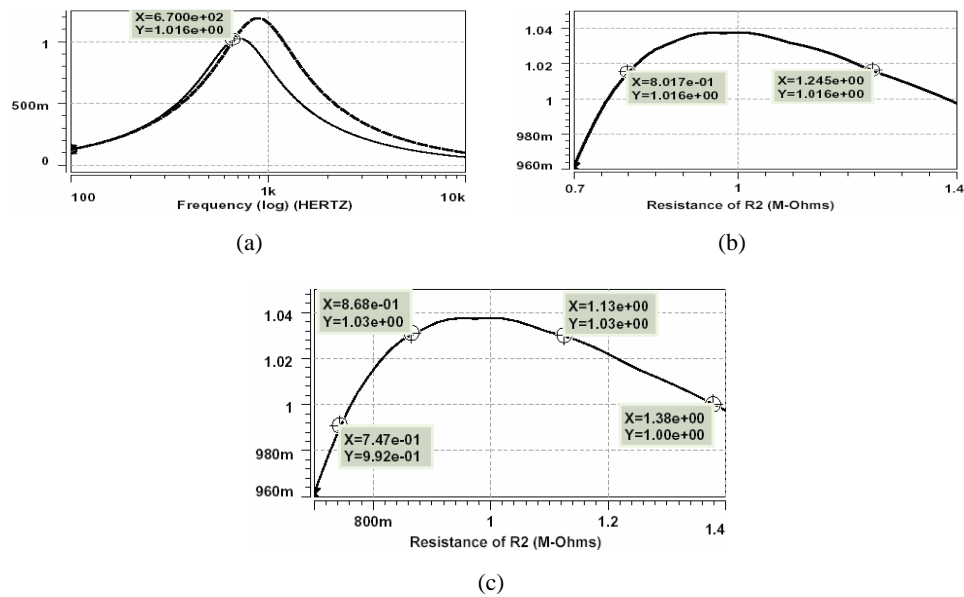 X=6.700e+02
Y=1.016e+00
1
500m
0
100
1k
10k
Frequency (log) (HERTZ)
(a)
1.04
1.02
1
980m
960m
X=8.017e-01
Y=1.016e+00
X=1.245e+00
Y=1.016e+00
0.7
1
1.4
Resistance of R2 (M-Ohms)
(b)
1.04
1.02
1
980m
960m
X=8.68e-01
Y=1.03e+00
X=1.13e+00
Y=1.03e+00
X=7.47e-01
Y=9.92e-01
X=1.38e+00
Y=1.00e+00
800m
1
1.2
1.4
Resistance of R2 (M-Ohms)
(c)